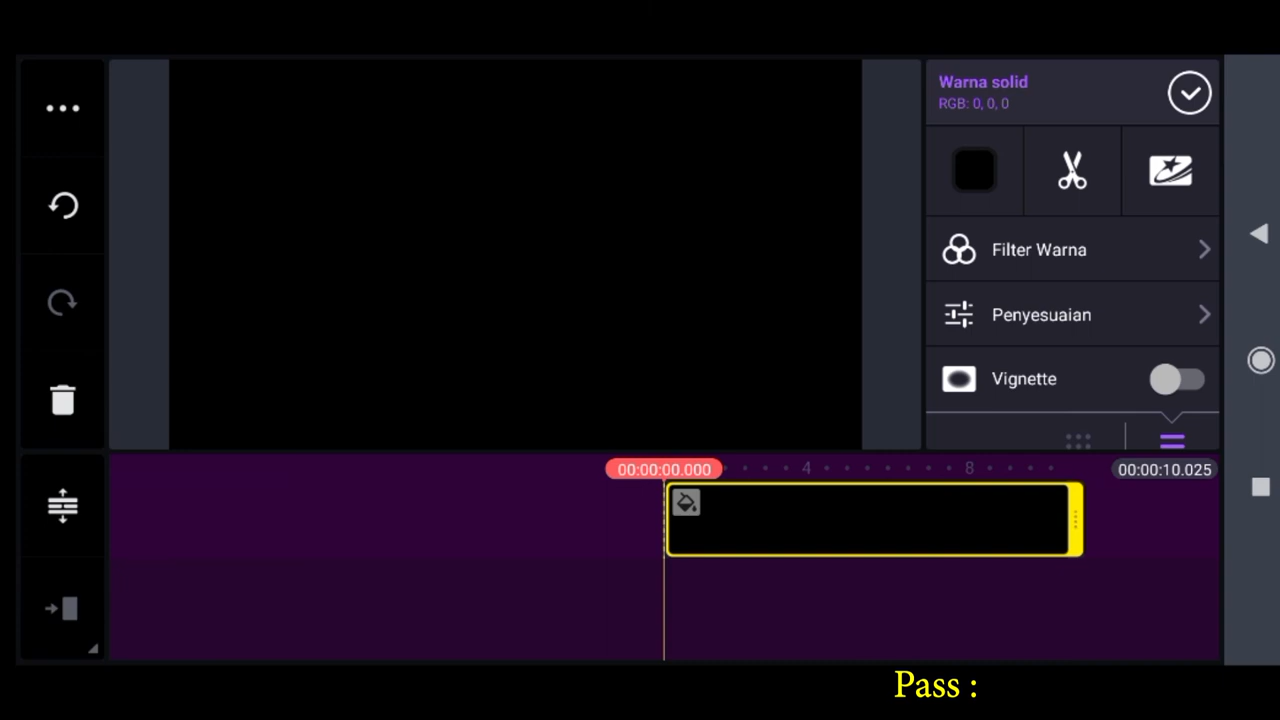 Warna solid
RGB: 0, 0, 0
Filter Warna
Penyesuaian
Vignette
00:00:00.000
4
8
00:00:10.025
Pass :